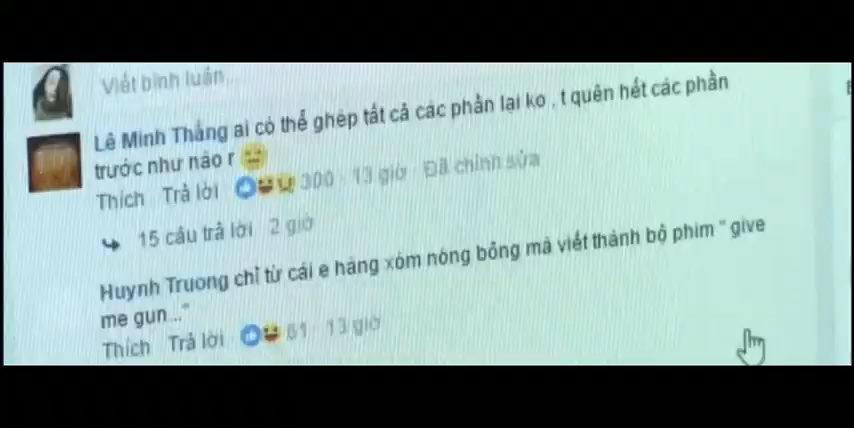 Viết bình luận...
Lê Minh Thắng ai có thể ghép tất cả các phần lại ko , t quên hết các phần
trước như nào r
Thích Trả lời 300 · 13 giờ · Đã chỉnh sửa
15 câu trả lời 2 giờ
Huynh Truong chỉ từ cái e hàng xóm nóng bỏng mà viết thành bộ phim " give
me gun..."
Thích Trả lời 61 · 13 giờ